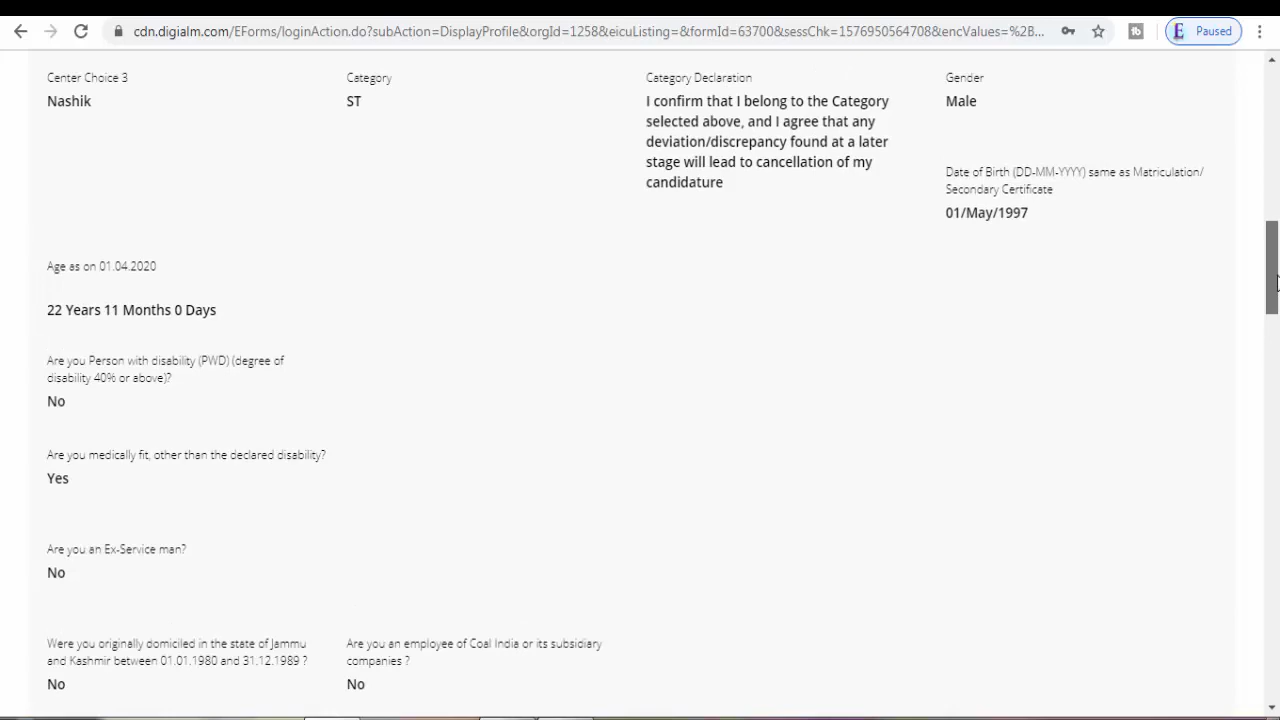 cdn.digialm.com/EForms/loginAction.do?subAction=DisplayProfile&orgId=1258&eicuListing=&formId=63700&sessChk=1576950564708&encValues=%2B...
Paused
Center Choice 3
Nashik
Category
ST
Category Declaration
I confirm that I belong to the Category
selected above, and I agree that any
deviation/discrepancy found at a later
stage will lead to cancellation of my
candidature
Gender
Male
Date of Birth (DD-MM-YYYY) same as Matriculation/
Secondary Certificate
01/May/1997
Age as on 01.04.2020
22 Years 11 Months 0 Days
Are you Person with disability (PWD) (degree of
disability 40% or above)?
No
Are you medically fit, other than the declared disability?
Yes
Are you an Ex-Service man?
No
Were you originally domiciled in the state of Jammu
and Kashmir between 01.01.1980 and 31.12.1989 ?
No
Are you an employee of Coal India or its subsidiary
companies ?
No